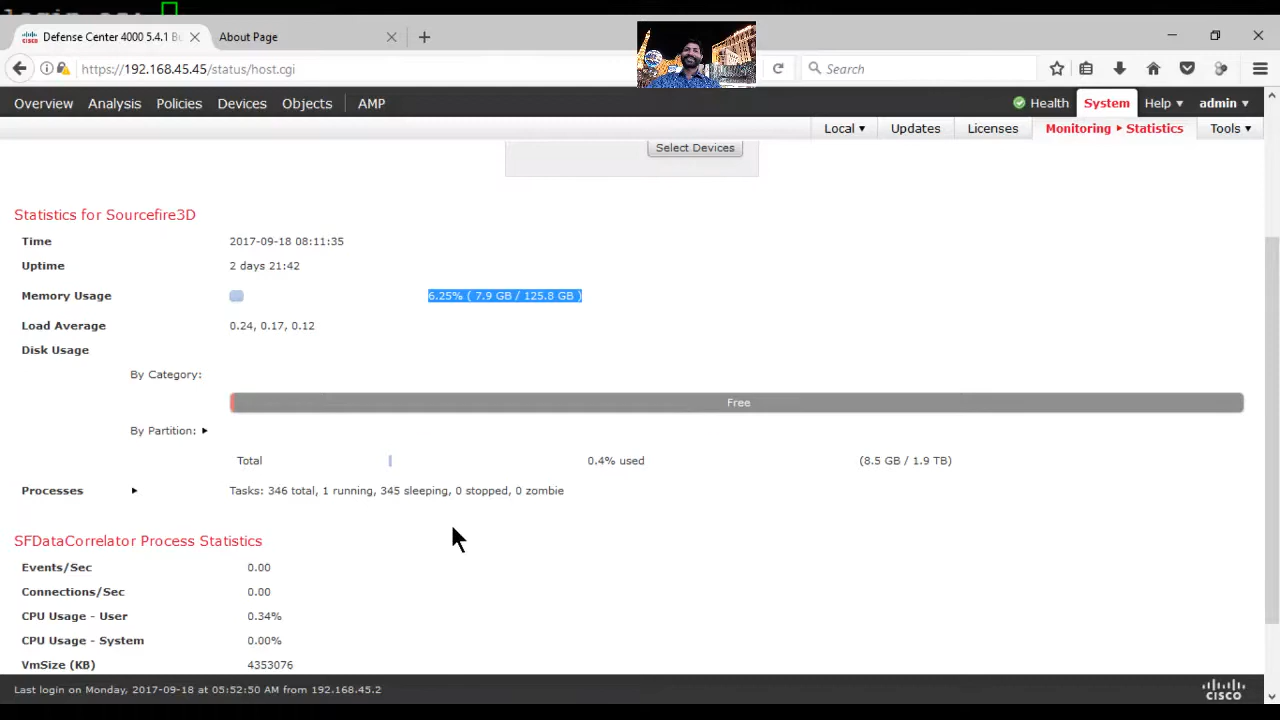 Defense Center 4000 5.4.1 Bu
About Page
https://192.168.45.45/status/host.cgi
Search
Overview Analysis Policies Devices Objects AMP Health System Help admin
Local Updates Licenses Monitoring Statistics Tools
Select Devices
Statistics for Sourcefire3D
Time 2017-09-18 08:11:35
Uptime 2 days 21:42
Memory Usage 6.25% ( 7.9 GB / 125.8 GB )
Load Average 0.24, 0.17, 0.12
Disk Usage
By Category:
Free
By Partition:
Total 0.4% used (8.5 GB / 1.9 TB)
Processes Tasks: 346 total, 1 running, 345 sleeping, 0 stopped, 0 zombie
SFDataCorrelator Process Statistics
Events/Sec 0.00
Connections/Sec 0.00
CPU Usage - User 0.34%
CPU Usage - System 0.00%
VmSize (KB) 4353076
Last login on Monday, 2017-09-18 at 05:52:50 AM from 192.168.45.2
CISCO